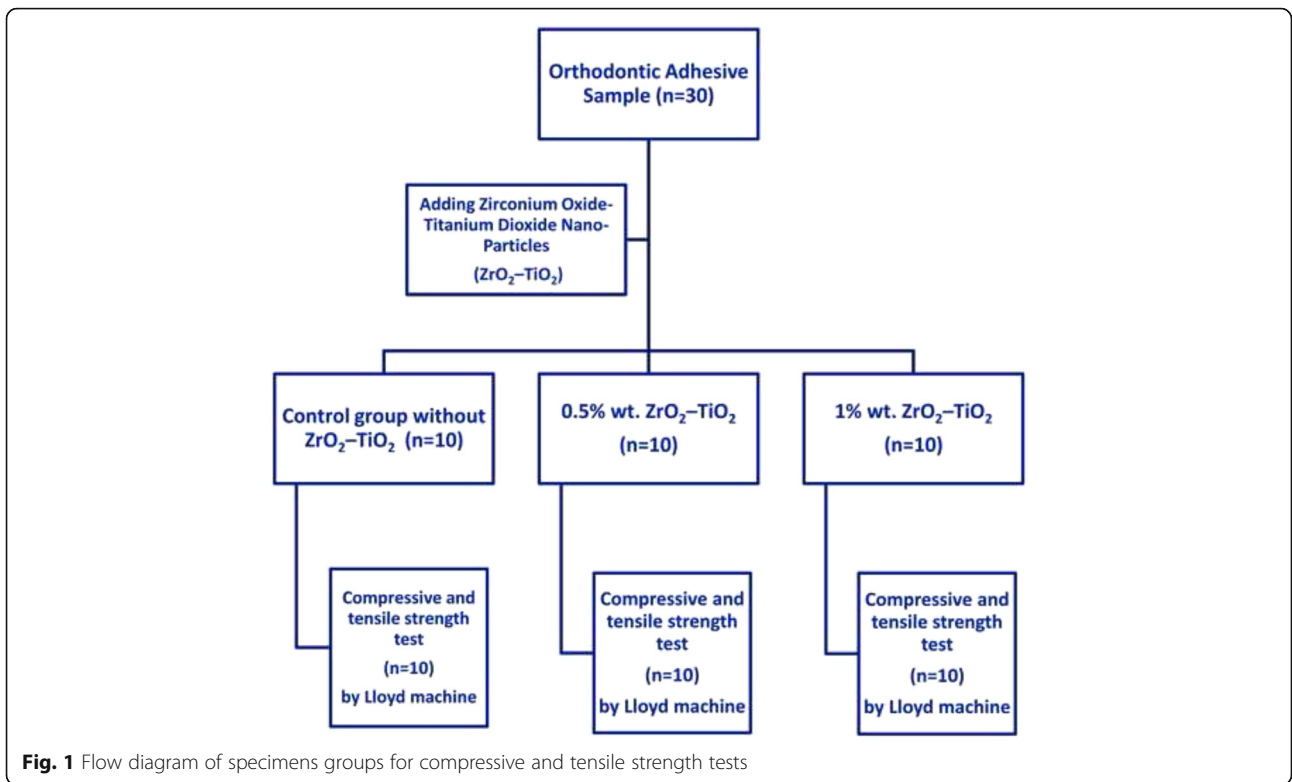 Orthodontic Adhesive
Sample (n=30)
Adding Zirconium Oxide-
Titanium Dioxide Nano-
Particles
(ZrO₂–TiO₂)
Control group without
ZrO₂–TiO₂ (n=10)
0.5% wt. ZrO₂–TiO₂
(n=10)
1% wt. ZrO₂–TiO₂
(n=10)
Compressive and
tensile strength
test
(n=10)
by Lloyd machine
Compressive and
tensile strength
test
(n=10)
by Lloyd machine
Compressive and
tensile strength
test
(n=10)
by Lloyd machine
Fig. 1 Flow diagram of specimens groups for compressive and tensile strength tests